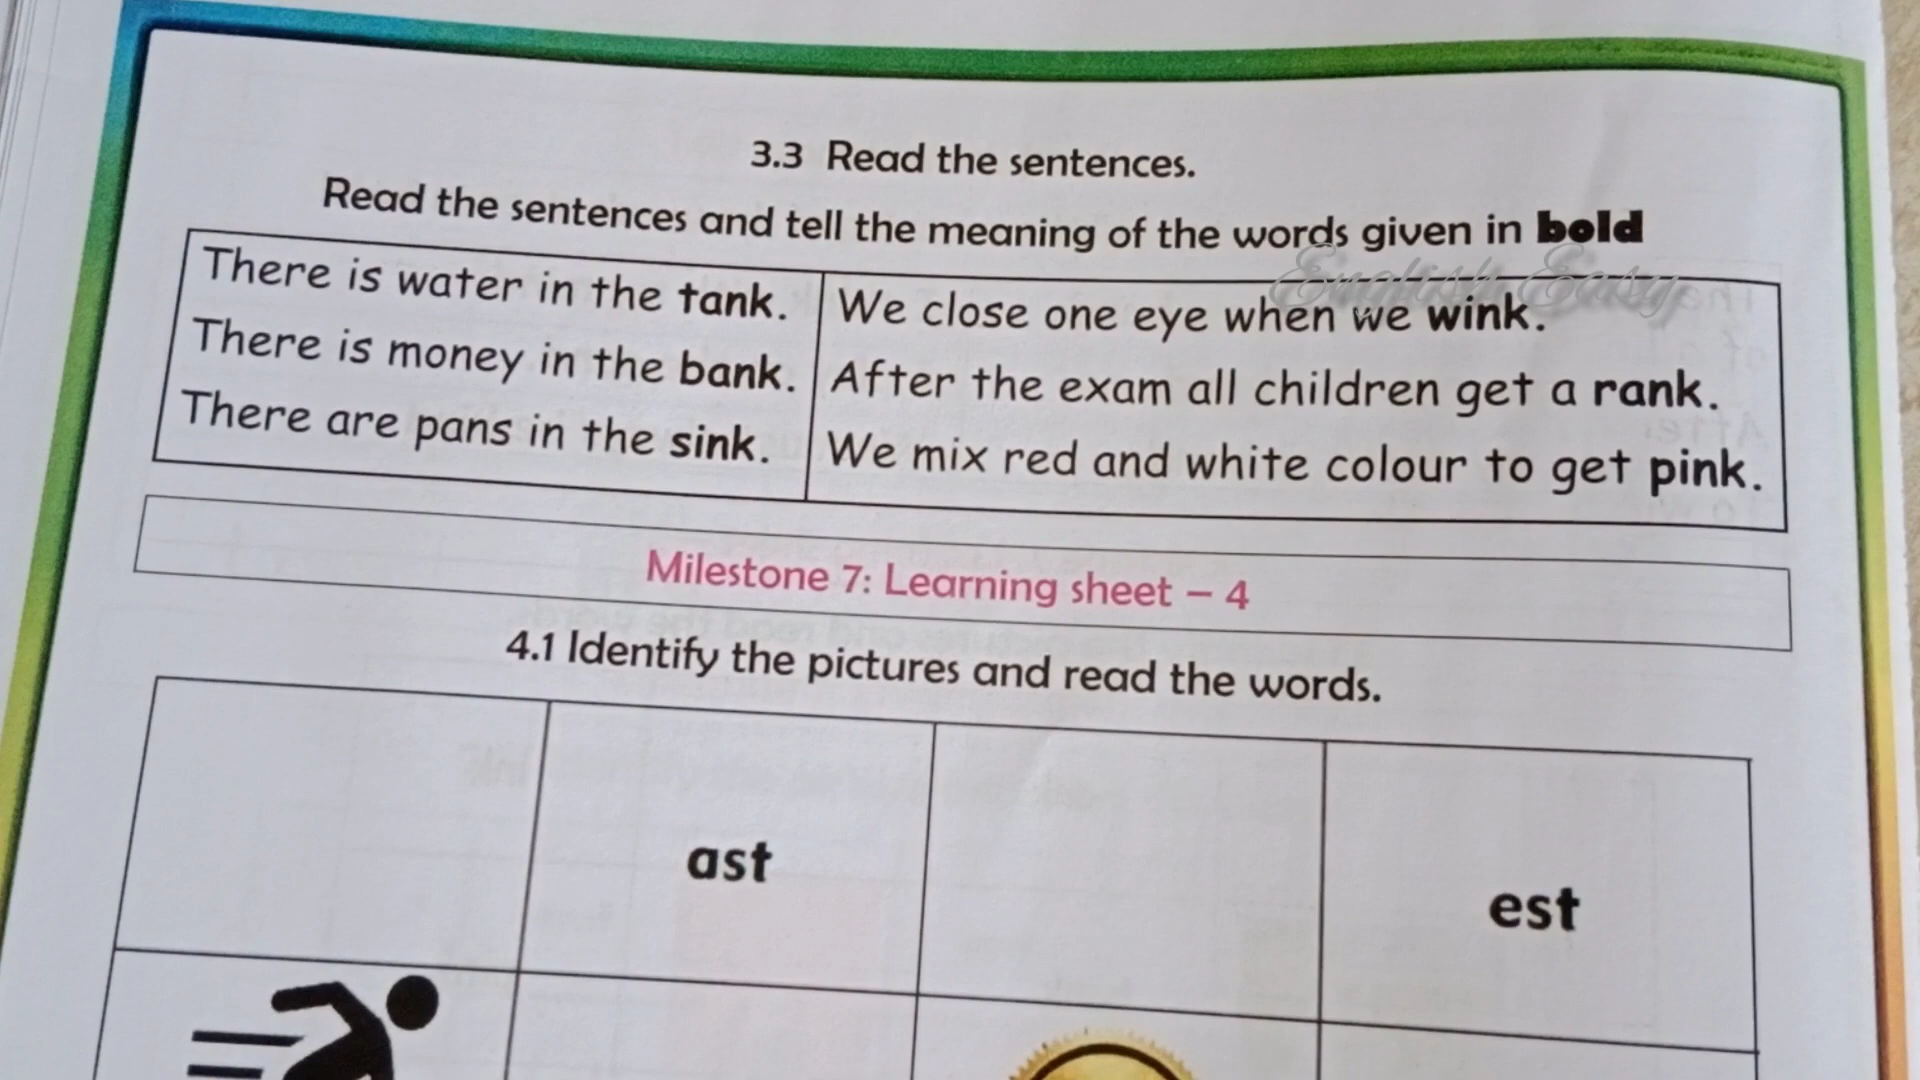 3.3 Read the sentences.
Read the sentences and tell the meaning of the words given in bold
There is water in the tank.
There is money in the bank.
There are pans in the sink.
We close one eye when we wink.
After the exam all children get a rank.
We mix red and white colour to get pink.
English Easy
Milestone 7: Learning sheet – 4
4.1 Identify the pictures and read the words.
ast
est